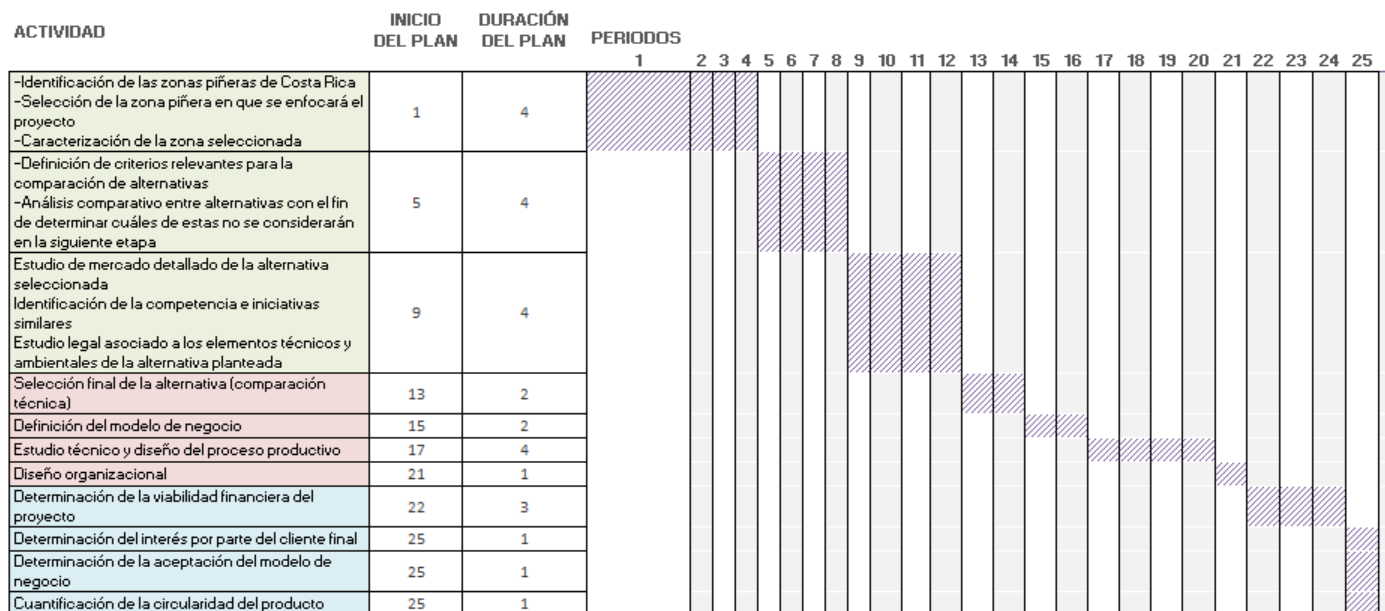 ACTIVIDAD
INICIO
DEL PLAN
DURACIÓN
DEL PLAN
PERIODOS
1 2 3 4 5 6 7 8 9 10 11 12 13 14 15 16 17 18 19 20 21 22 23 24 25
-Identificación de las zonas piñeras de Costa Rica
-Selección de la zona piñera en que se enfocará el
proyecto
-Caracterización de la zona seleccionada
1 4
-Definición de criterios relevantes para la
comparación de alternativas
-Análisis comparativo entre alternativas con el fin
de determinar cuáles de estas no se considerarán
en la siguiente etapa
5 4
Estudio de mercado detallado de la alternativa
seleccionada
Identificación de la competencia e iniciativas
similares
Estudio legal asociado a los elementos técnicos y
ambientales de la alternativa planteada
9 4
Selección final de la alternativa (comparación
técnica)
13 2
Definición del modelo de negocio 15 2
Estudio técnico y diseño del proceso productivo 17 4
Diseño organizacional 21 1
Determinación de la viabilidad financiera del
proyecto
22 3
Determinación del interés por parte del cliente final 25 1
Determinación de la aceptación del modelo de
negocio
25 1
Cuantificación de la circularidad del producto 25 1